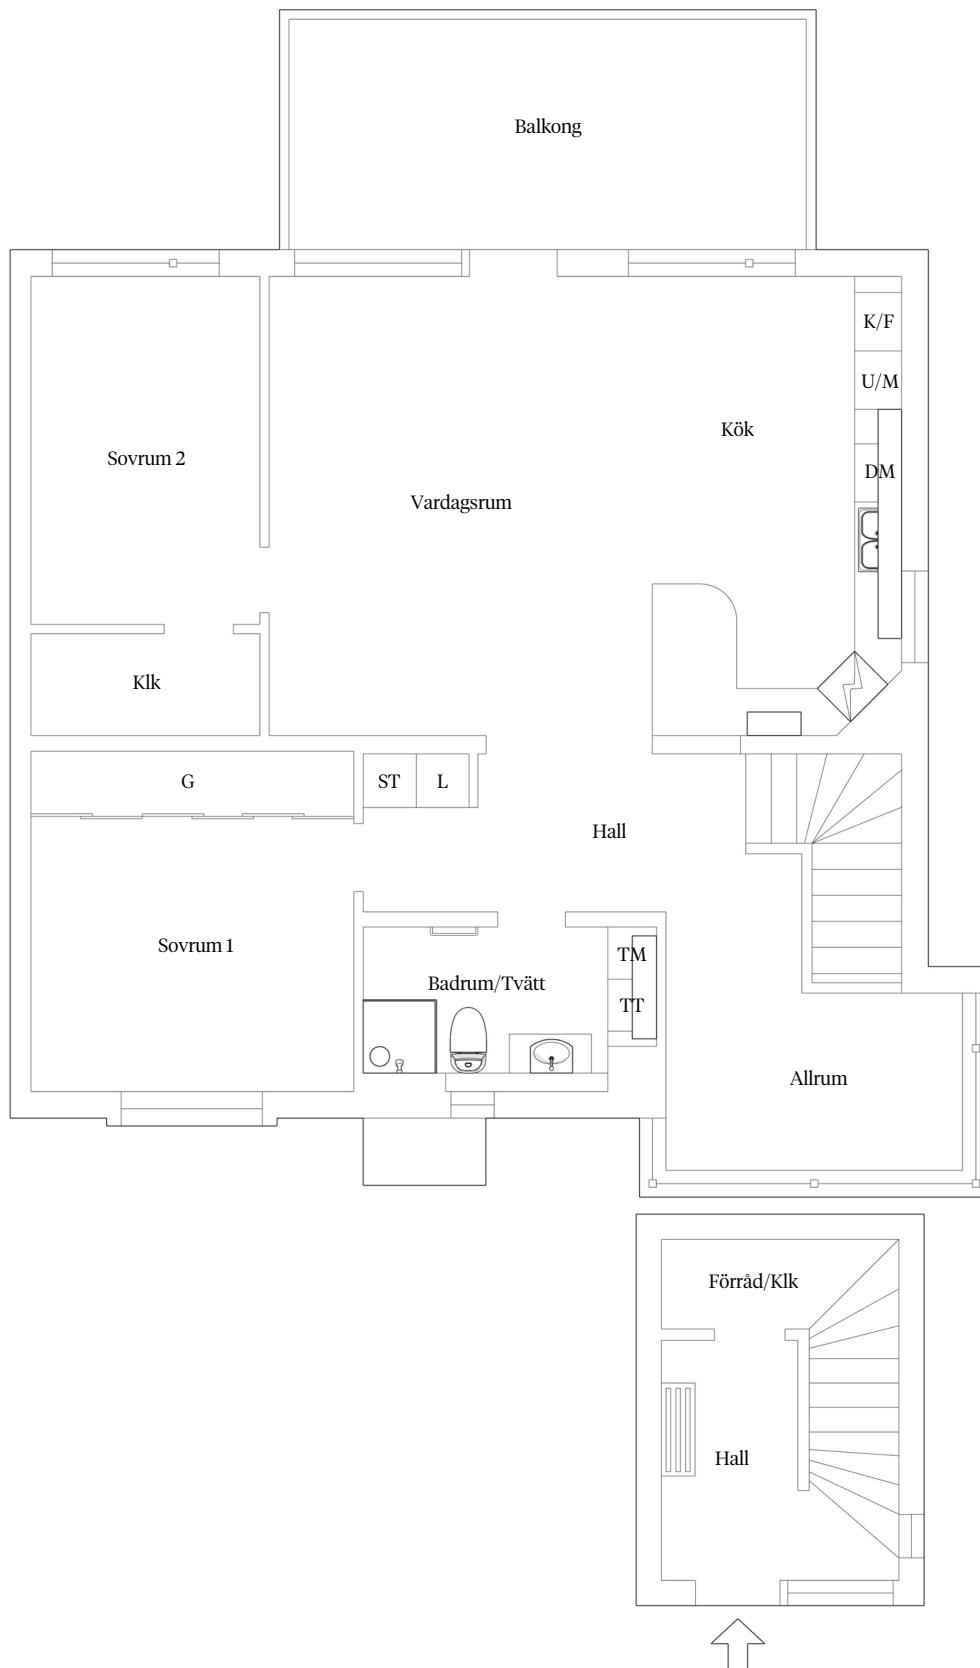 Balkong
K/F
U/M
Kök
Sovrum 2
DM
Vardagsrum
Klk
G
ST
L
Hall
Sovrum 1
TM
Badrum/Tvätt
TT
Allrum
Förråd/Klk
Hall